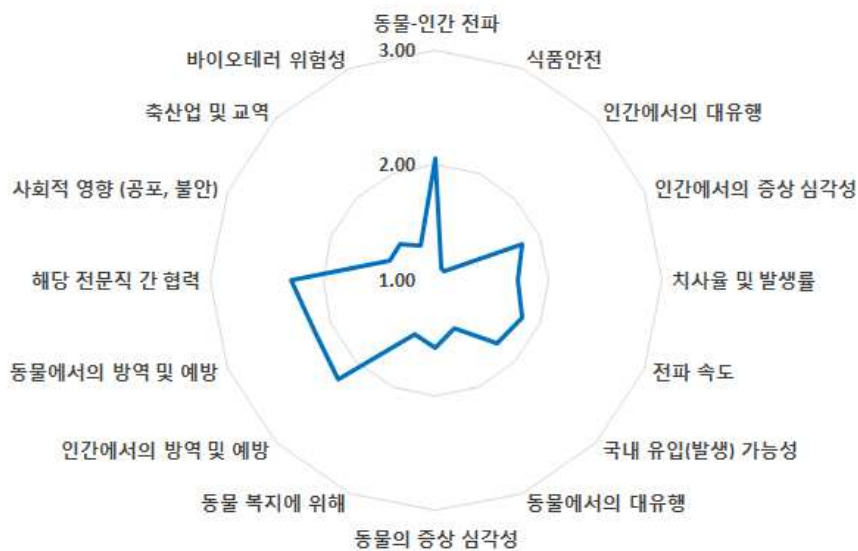 동물-인간 전파
3.00
바이오테러 위험성
식품안전
축산업 및 교역
인간에서의 대유행
2.00
사회적 영향 (공포, 불안)
인간에서의 증상 심각성
해당 전문직 간 협력
1.00
치사율 및 발생률
동물에서의 방역 및 예방
전파 속도
인간에서의 방역 및 예방
국내 유입(발생) 가능성
동물 복지에 위해
동물에서의 대유행
동물의 증상 심각성